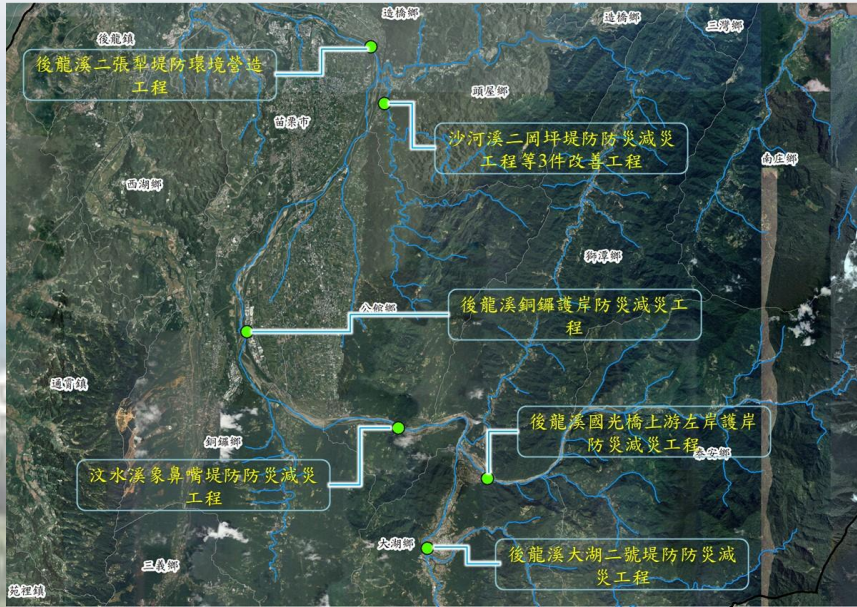 造橋鄉
造橋鄉
三灣鄉
後龍鎮
後龍溪二張犁堤防環境營造
工程
頭屋鄉
苗栗市
沙河溪二岡坪堤防防災減災
工程等3件改善工程
南庄鄉
西湖鄉
獅潭鄉
後龍溪銅鑼護岸防災減災工
程
公館鄉
通霄鎮
後龍溪國光橋上游左岸護岸
防災減災工程
銅鑼鄉
泰安鄉
汶水溪象鼻嘴堤防防災減災
工程
大湖鄉
後龍溪大湖二號堤防防災減
災工程
三義鄉
苑裡鎮